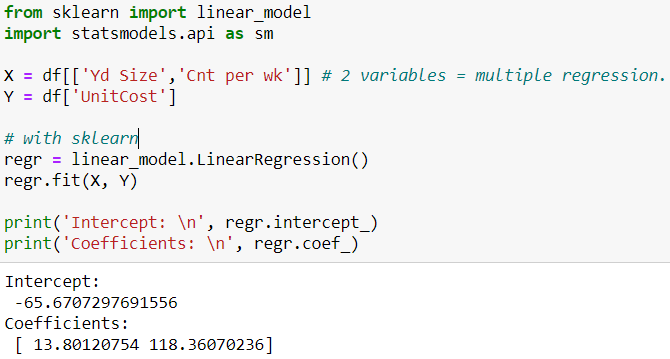 from sklearn import linear_model
import statsmodels.api as sm
X = df[['Yd Size','Cnt per wk']] # 2 variables = multiple regression.
Y = df['UnitCost']
# with sklearn
regr = linear_model.LinearRegression()
regr.fit(X, Y)
print('Intercept: \n', regr.intercept_)
print('Coefficients: \n', regr.coef_)
Intercept:
 -65.6707297691556
Coefficients:
 [ 13.80120754 118.36070236]